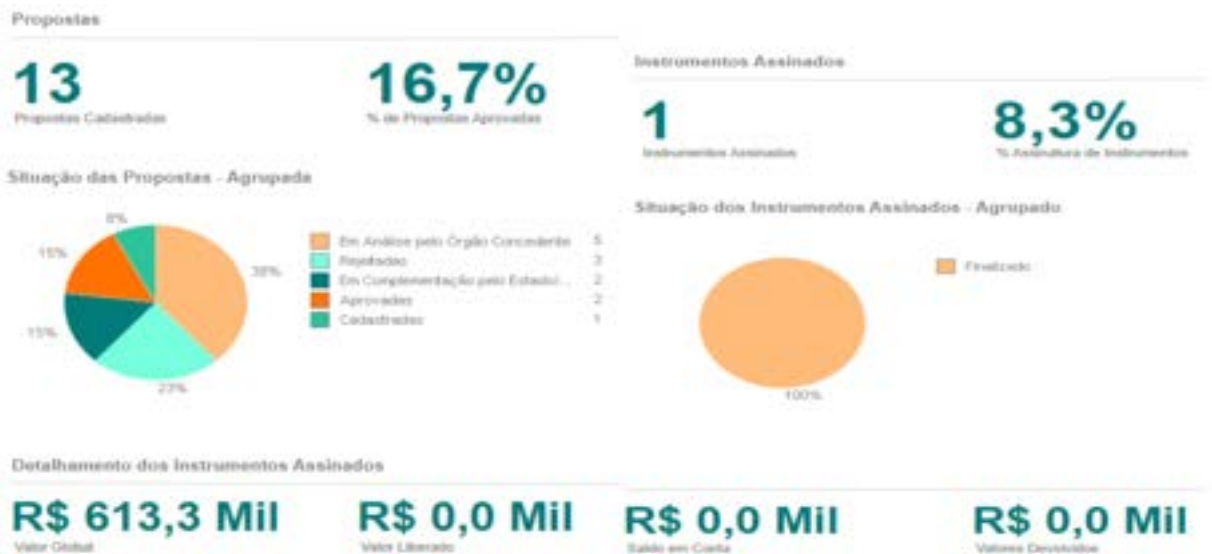 Propostas
13
Propostas Cadastradas
16,7%
% de Propostas Aprovadas
Instrumentos Assinados
1
Instrumentos Assinados
8,3%
% Assinatura de Instrumentos
Situação das Propostas - Agrupada
8%
15%
15%
23%
38%
Em Análise pelo Órgão Concedente 5
Rejeitadas 3
Em Complementação pelo Estado/... 2
Aprovadas 2
Cadastradas 1
Situação dos Instrumentos Assinados - Agrupado
100%
Finalizado
Detalhamento dos Instrumentos Assinados
R$ 613,3 Mil
Valor Global
R$ 0,0 Mil
Valor Liberado
R$ 0,0 Mil
Saldo em Conta
R$ 0,0 Mil
Valores Devolvidos